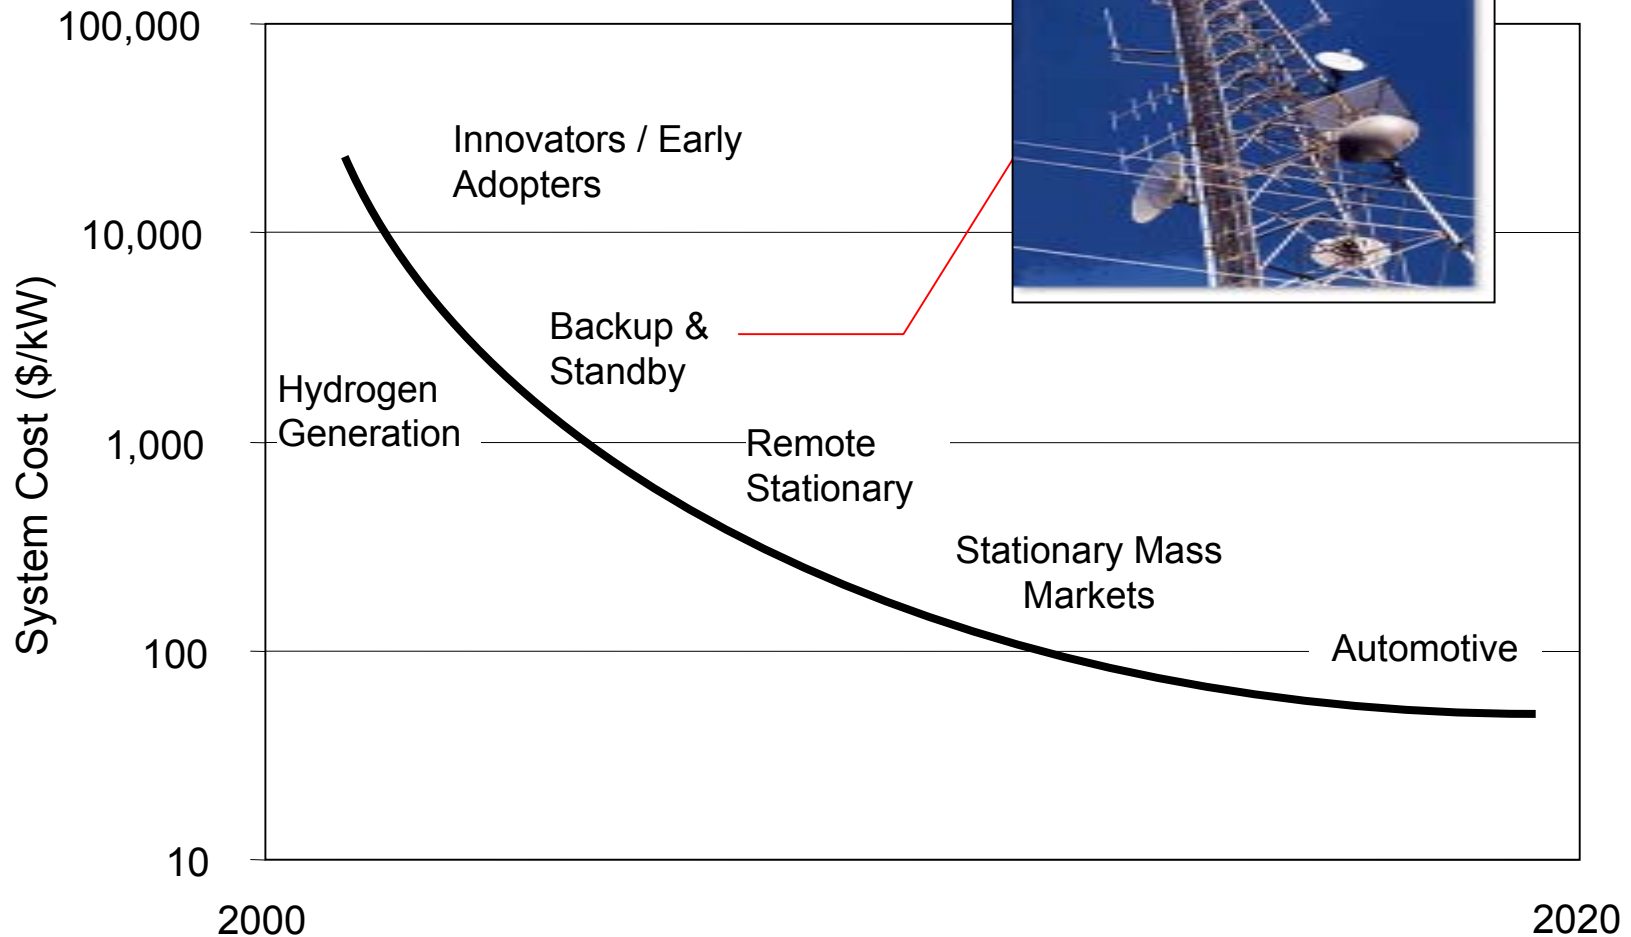 100,000
Innovators / Early
Adopters
10,000
Backup &
Standby
Hydrogen
Generation
1,000
Remote
Stationary
Stationary Mass
Markets
100
Automotive
10
2000
2020
System Cost ($/kW)